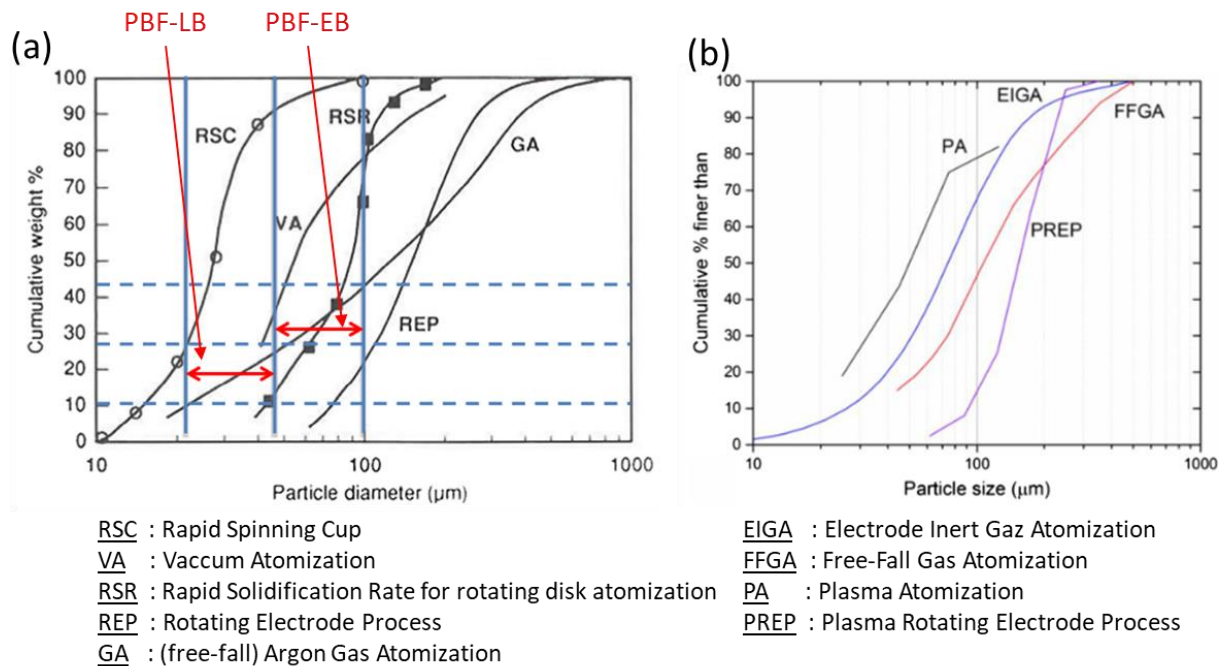 PBF-LB PBF-EB
(a)
100
90
80
70
60
50
40
30
20
10
0
Cumulative weight %
RSC
VA
RSR
GA
REP
10 100 1000
Particle diameter (µm)
RSC : Rapid Spinning Cup
VA : Vaccum Atomization
RSR : Rapid Solidification Rate for rotating disk atomization
REP : Rotating Electrode Process
GA : (free-fall) Argon Gas Atomization
(b)
100
90
80
70
60
50
40
30
20
10
0
Cumulative % finer than
EIGA
FFGA
PA
PREP
10 100 1000
Particle size (µm)
EIGA : Electrode Inert Gaz Atomization
FFGA : Free-Fall Gas Atomization
PA : Plasma Atomization
PREP : Plasma Rotating Electrode Process